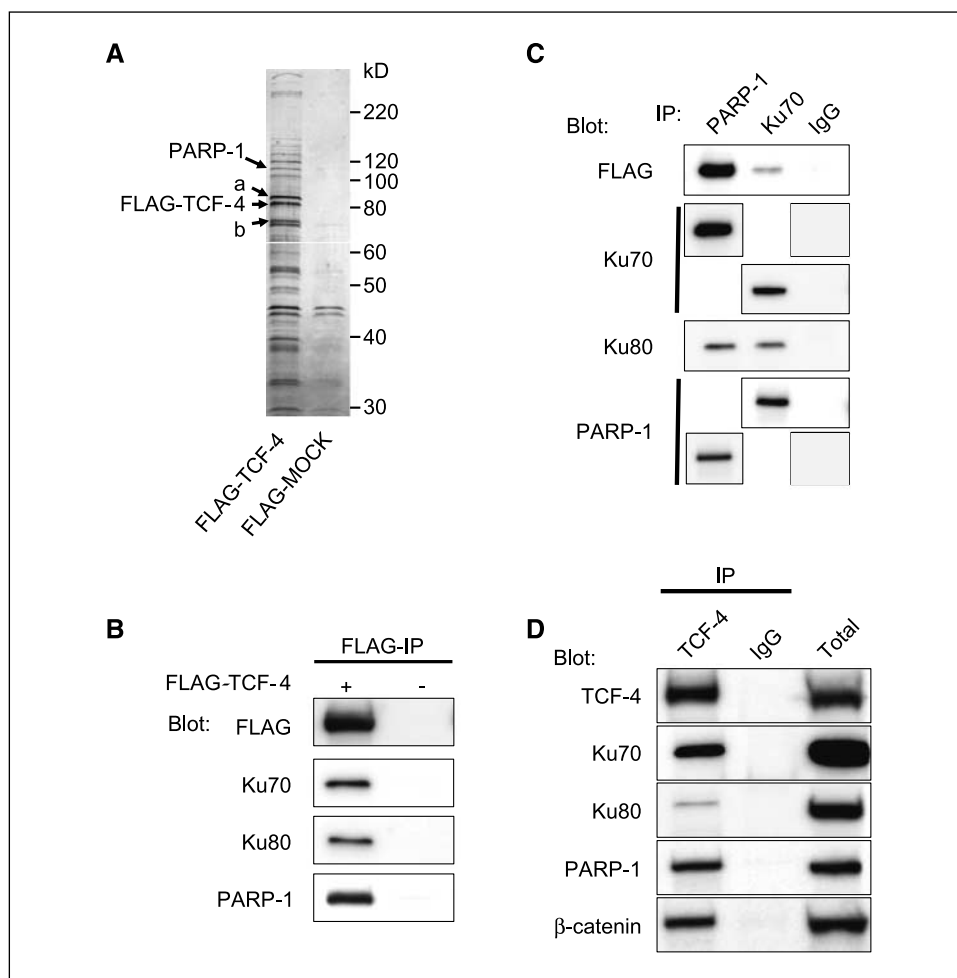 A
kD
220
PARP-1
120
100
a
FLAG-TCF-4
80
b
60
50
40
30
FLAG-TCF-4
FLAG-MOCK
B
FLAG-IP
FLAG-TCF-4 + -
Blot: FLAG
Ku70
Ku80
PARP-1
C
IP: PARP-1 Ku70 IgG
Blot:
FLAG
Ku70
Ku80
PARP-1
D
IP
TCF-4 IgG Total
Blot:
TCF-4
Ku70
Ku80
PARP-1
β-catenin